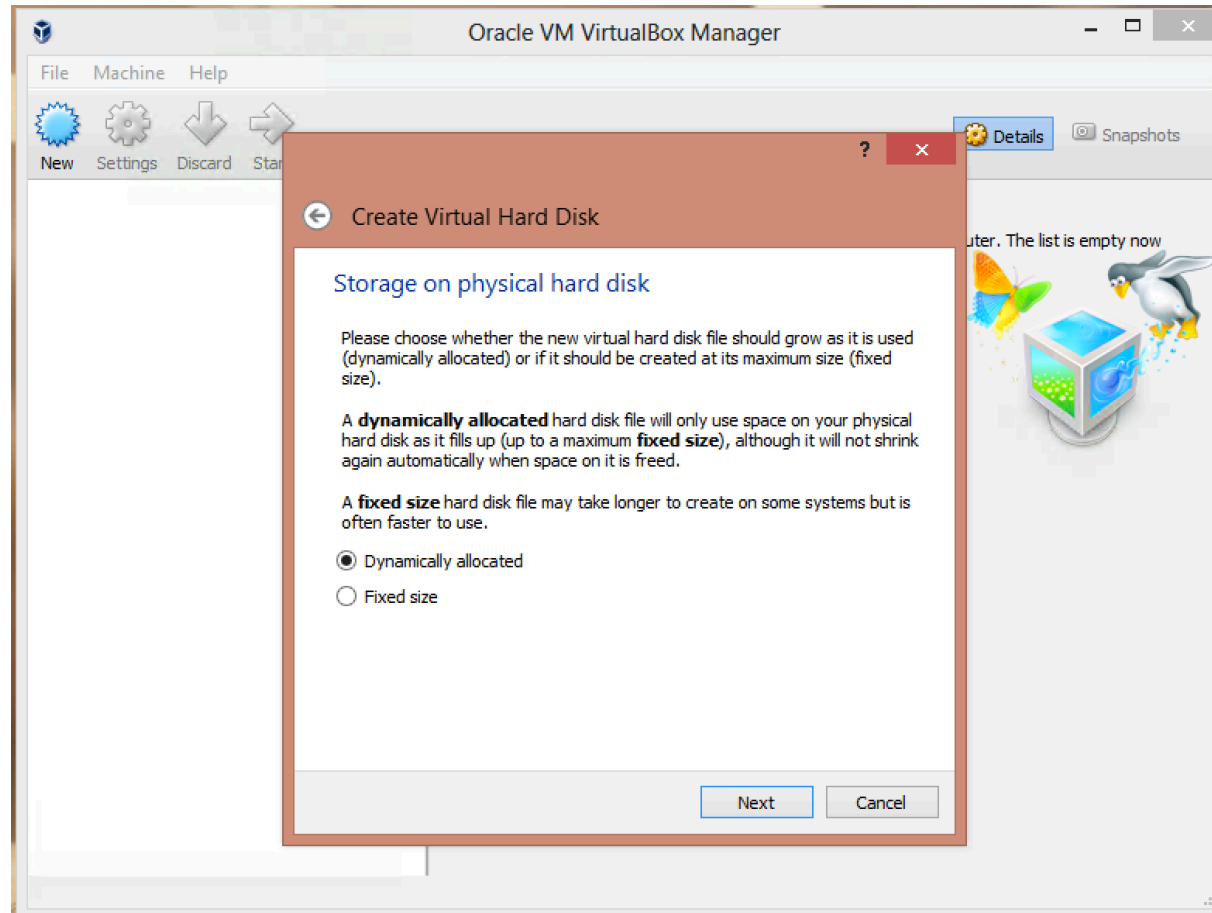 Oracle VM VirtualBox Manager
File Machine Help
New Settings Discard Star
Details Snapshots
?
Create Virtual Hard Disk
uter. The list is empty now
Storage on physical hard disk
Please choose whether the new virtual hard disk file should grow as it is used
(dynamically allocated) or if it should be created at its maximum size (fixed
size).
A dynamically allocated hard disk file will only use space on your physical
hard disk as it fills up (up to a maximum fixed size), although it will not shrink
again automatically when space on it is freed.
A fixed size hard disk file may take longer to create on some systems but is
often faster to use.
Dynamically allocated
Fixed size
Next Cancel